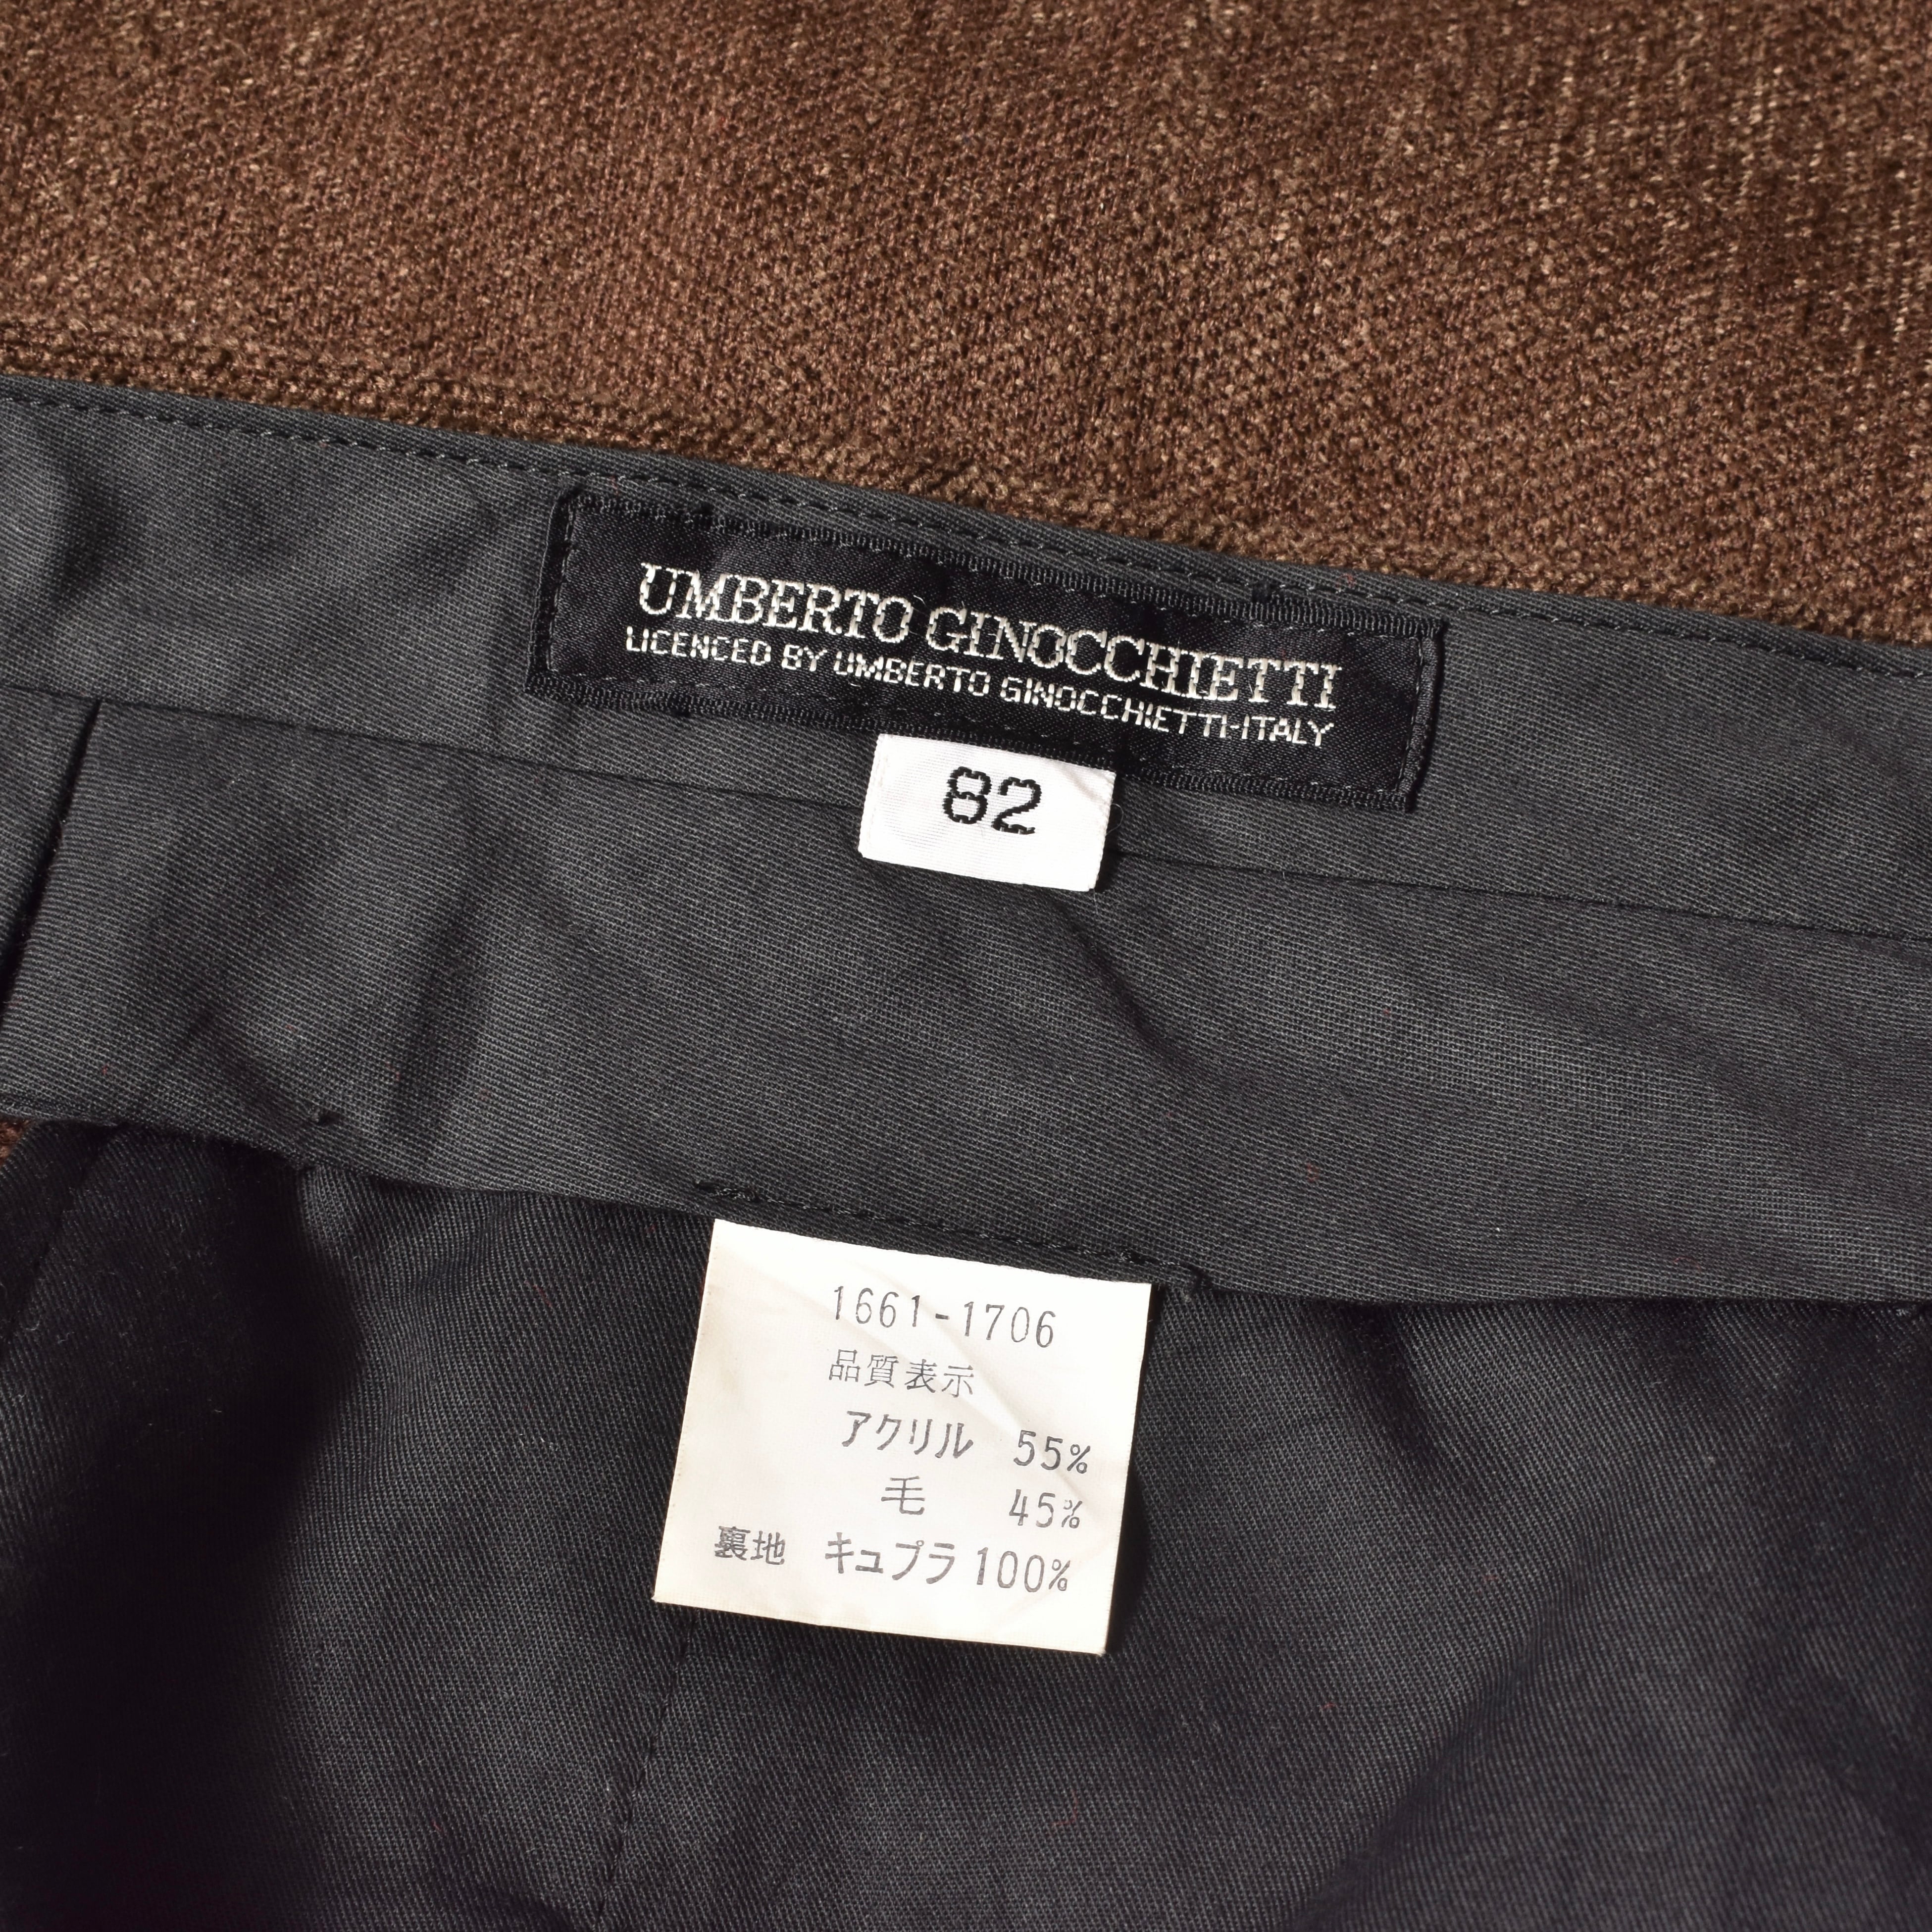 UMBERTO GINOCCHIETTI
LICENCED BY UMBERTO GINOCCHIETTI-ITALY
82
1661-1706
品質表示
アクリル 55%
毛 45%
裏地 キュプラ 100%